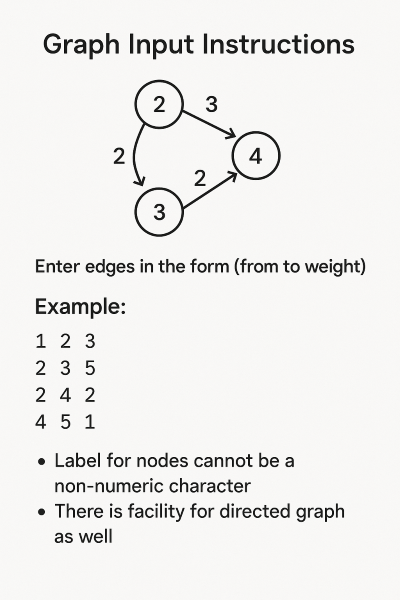 Graph Input Instructions
2 3
4
2
2
3
Enter edges in the form (from to weight)
Example:
1 2 3
2 3 5
2 4 2
4 5 1
• Label for nodes cannot be a
non-numeric character
• There is facility for directed graph
as well